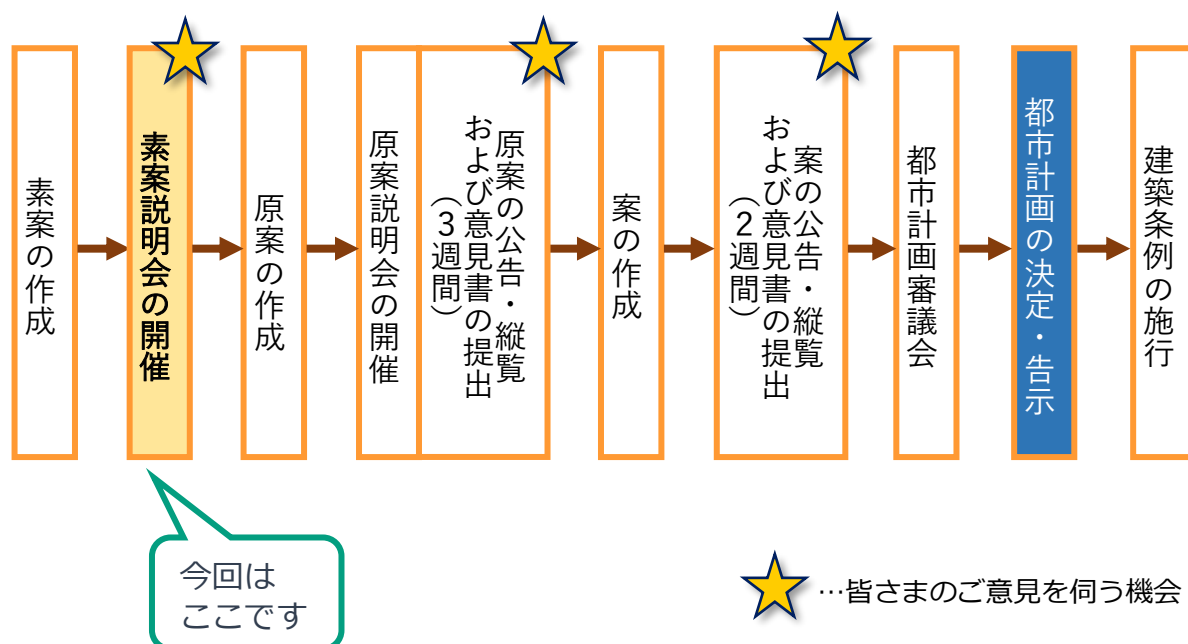 素案の作成
素案説明会の開催
原案の作成
原案説明会の開催
原案の公告・縦覧
および意見書の提出
（３週間）
案の作成
案の公告・縦覧
および意見書の提出
（２週間）
都市計画審議会
都市計画の決定・告示
建築条例の施行
今回は
ここです
…皆さまのご意見を伺う機会